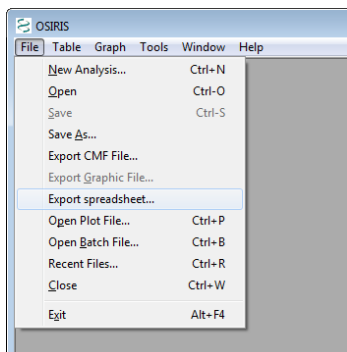 OSIRIS
File Table Graph Tools Window Help
New Analysis... Ctrl+N
Open Ctrl-O
Save Ctrl-S
Save As...
Export CMF File...
Export Graphic File...
Export spreadsheet...
Open Plot File... Ctrl+P
Open Batch File... Ctrl+B
Recent Files... Ctrl+R
Close Ctrl+W
Exit Alt+F4